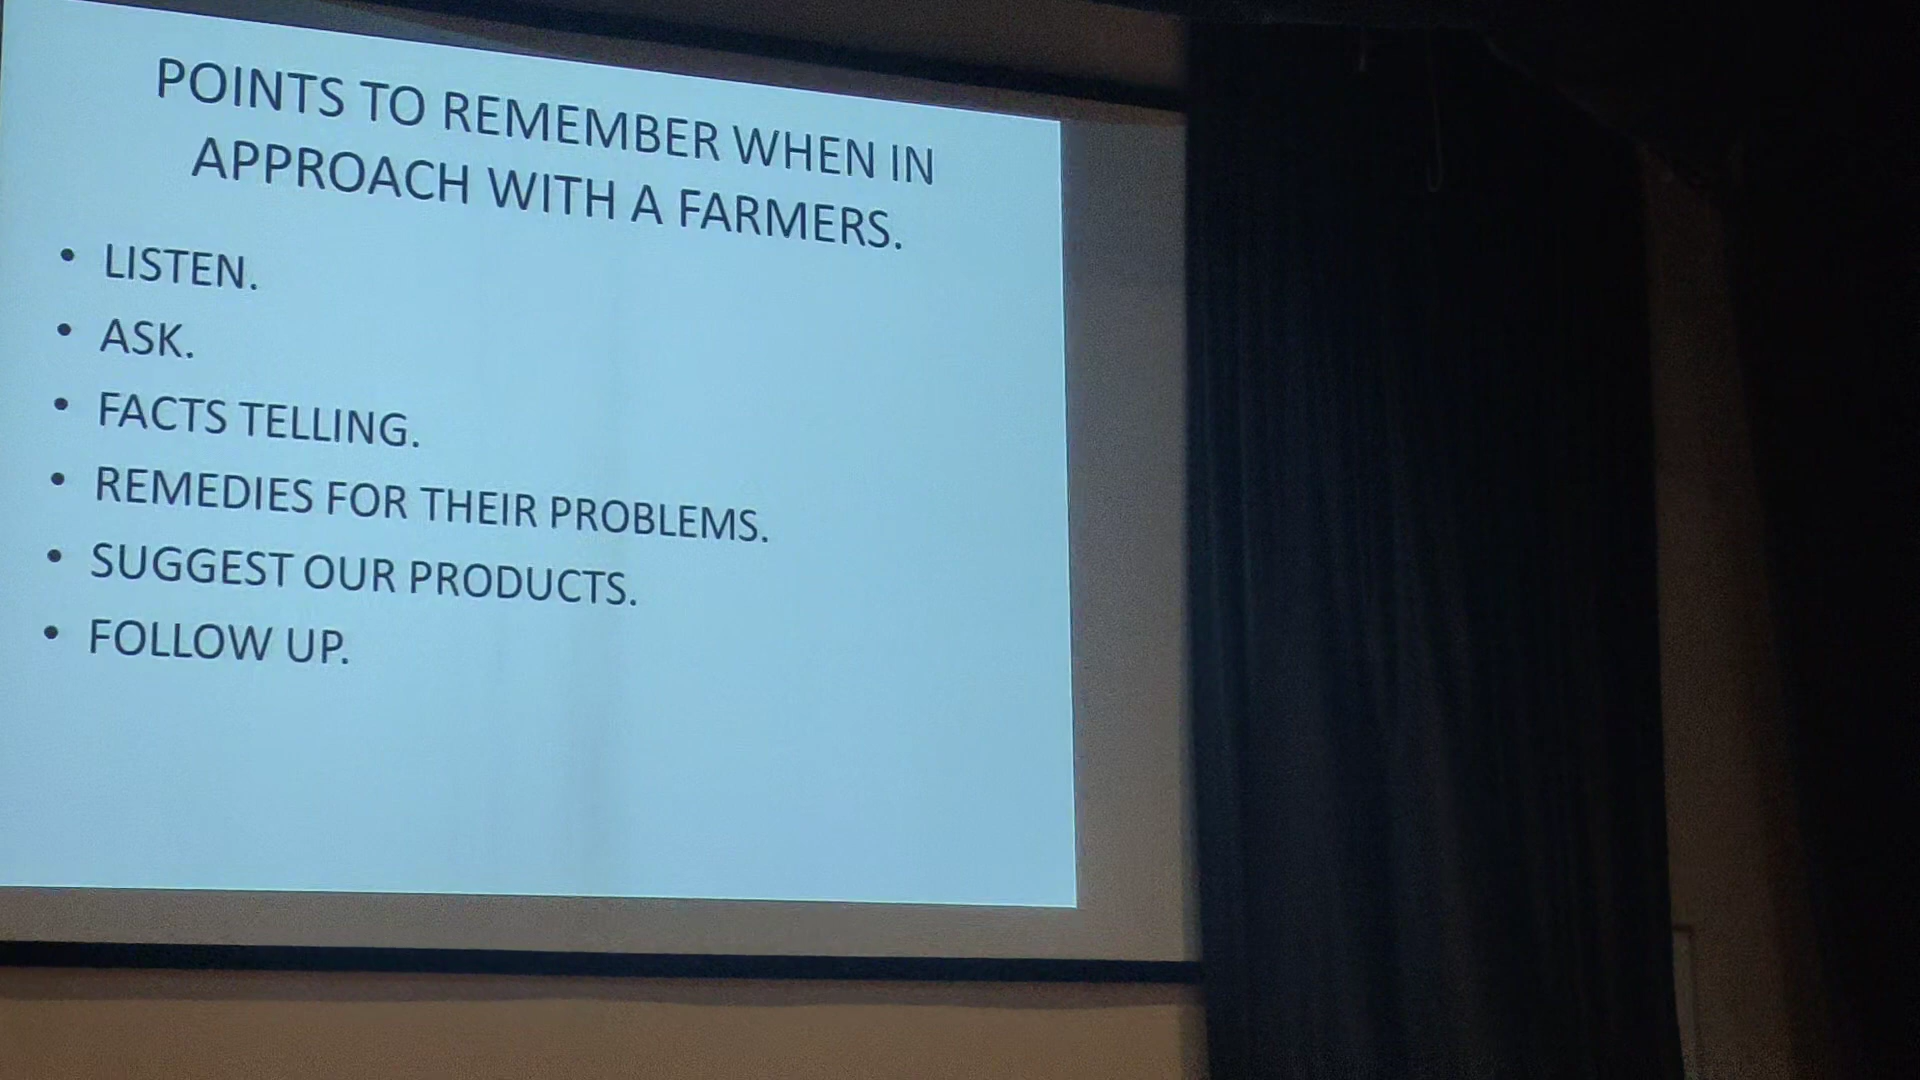 POINTS TO REMEMBER WHEN IN
APPROACH WITH A FARMERS.
• LISTEN.
• ASK.
• FACTS TELLING.
• REMEDIES FOR THEIR PROBLEMS.
• SUGGEST OUR PRODUCTS.
• FOLLOW UP.